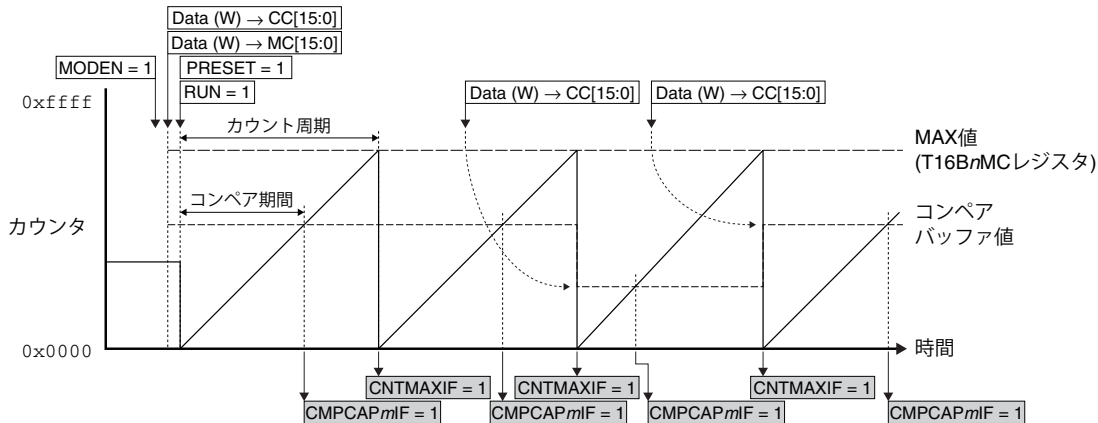 Data (W) → CC[15:0]
Data (W) → MC[15:0]
MODEN = 1
PRESET = 1
RUN = 1
Data (W) → CC[15:0]
Data (W) → CC[15:0]
0xffff
カウント周期
MAX値
(T16BnMCレジスタ)
コンペア期間
コンペア
バッファ値
カウンタ
0x0000
時間
CNTMAXIF = 1
CNTMAXIF = 1
CNTMAXIF = 1
CMPCAPmIF = 1
CMPCAPmIF = 1
CMPCAPmIF = 1
CMPCAPmIF = 1